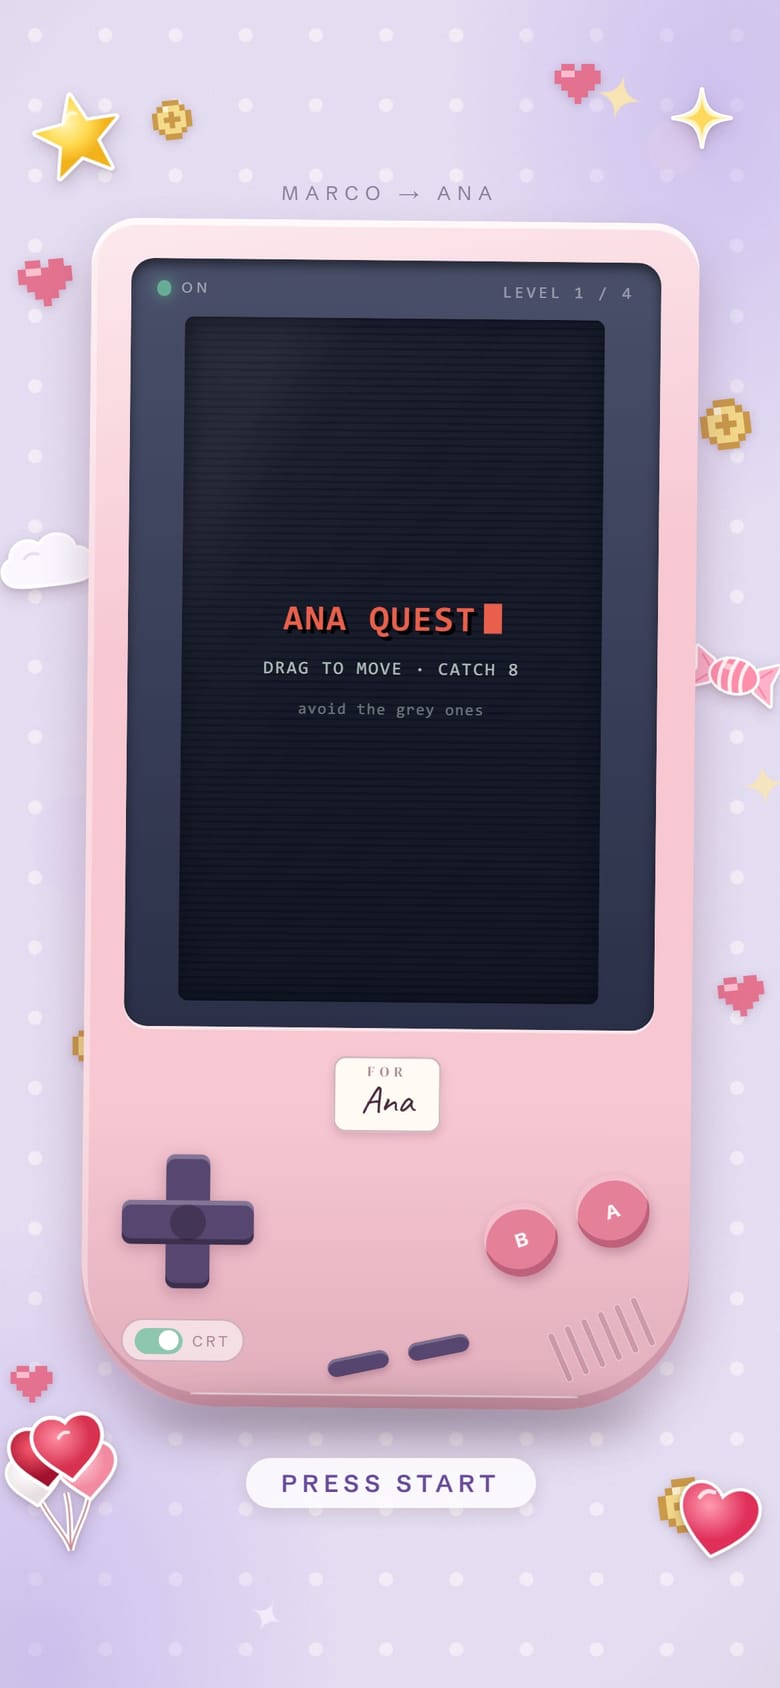 MARCO → ANA
ON
LEVEL 1 / 4
ANA QUEST
DRAG TO MOVE · CATCH 8
avoid the grey ones
FOR
Ana
A
B
CRT
PRESS START